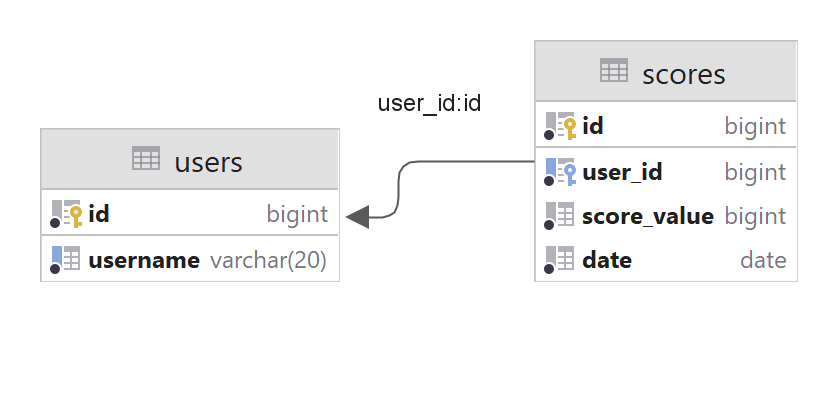 users
id bigint
username varchar(20)
user_id:id
scores
id bigint
user_id bigint
score_value bigint
date date